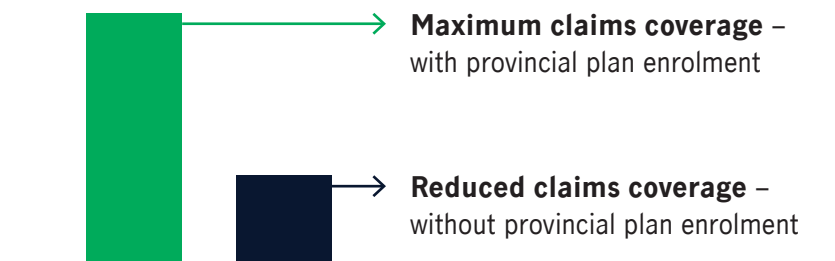 Maximum claims coverage –
with provincial plan enrolment
Reduced claims coverage –
without provincial plan enrolment